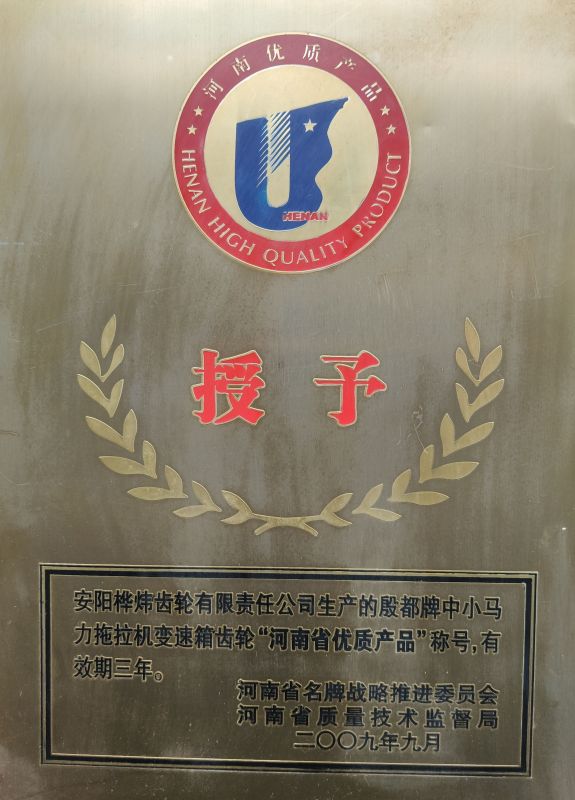 河南优质产品
HENAN HIGH QUALITY PRODUCT
HENAN
授予
安阳桦炜齿轮有限责任公司生产的殷都牌中小马
力拖拉机变速箱齿轮“河南省优质产品”称号,有
效期三年。
河南省名牌战略推进委员会
河南省质量技术监督局
二〇〇九年九月